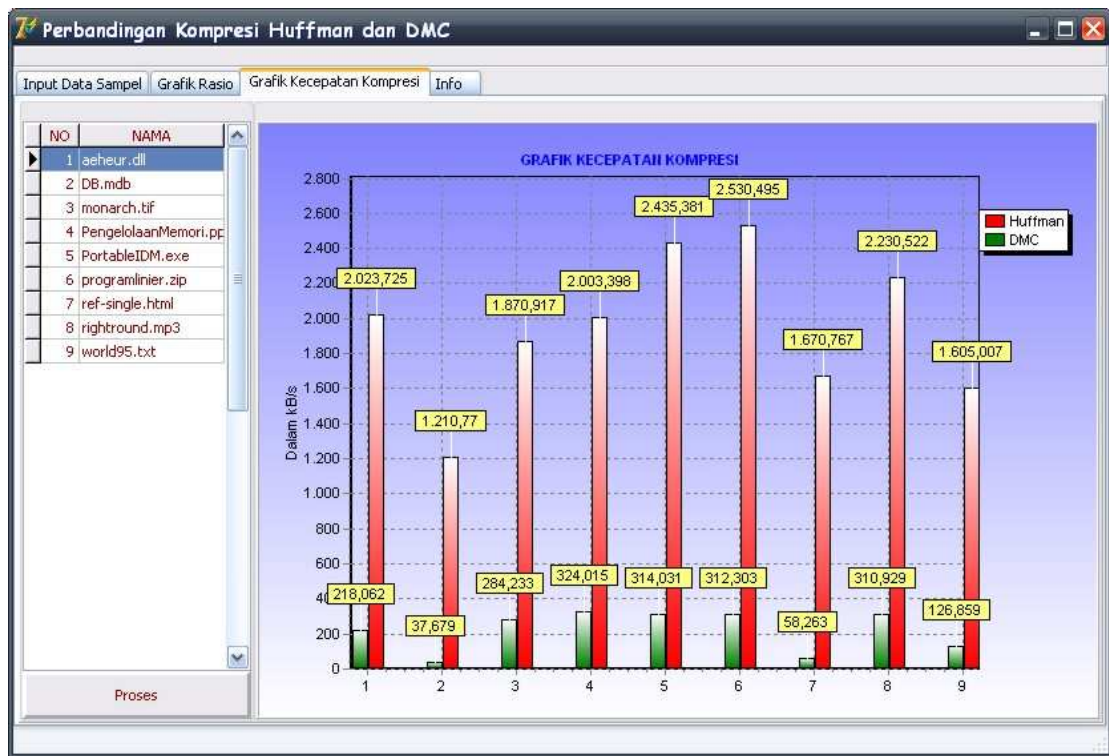 Perbandingan Kompresi Huffman dan DMC
Input Data Sampel Grafik Rasio Grafik Kecepatan Kompresi Info
NO NAMA
1 aeheur.dll
2 DB.mdb
3 monarch.tif
4 PengelolaanMemori.pp
5 PortableIDM.exe
6 programlinier.zip
7 ref-single.html
8 rightround.mp3
9 world95.txt
Proses
GRAFIK KECEPATAN KOMPRESI
Dalam kB/s
2.800
2.600
2.400
2.200
2.000
1.800
1.600
1.400
1.200
1.000
800
600
400
200
0
2.023,725
1.210,77
1.870,917
2.003,398
2.435,381
2.530,495
1.670,767
2.230,522
1.605,007
218,062
37,679
284,233
324,015
314,031
312,303
58,263
310,929
126,859
1 2 3 4 5 6 7 8 9
Huffman
DMC